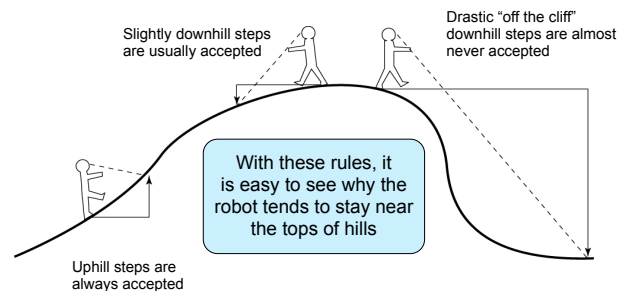 Slightly downhill steps
are usually accepted
Drastic “off the cliff”
downhill steps are almost
never accepted
With these rules, it
is easy to see why the
robot tends to stay near
the tops of hills
Uphill steps are
always accepted